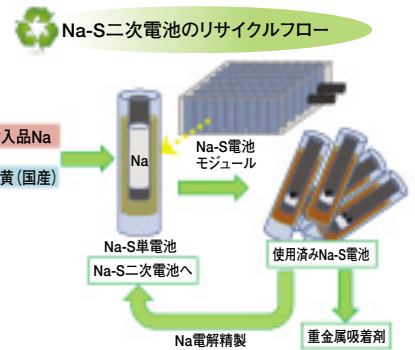 Na-S二次電池のリサイクルフロー
入品Na
黄(国産)
Na
Na-S電池
モジュール
Na-S単電池
Na-S二次電池へ
使用済みNa-S電池
Na電解精製
重金属吸着剤